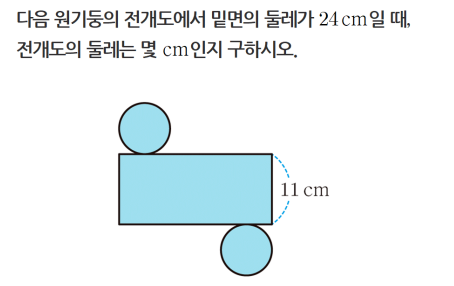 다음 원기둥의 전개도에서 밑면의 둘레가 24 cm일 때,
전개도의 둘레는 몇 cm인지 구하시오.
11 cm